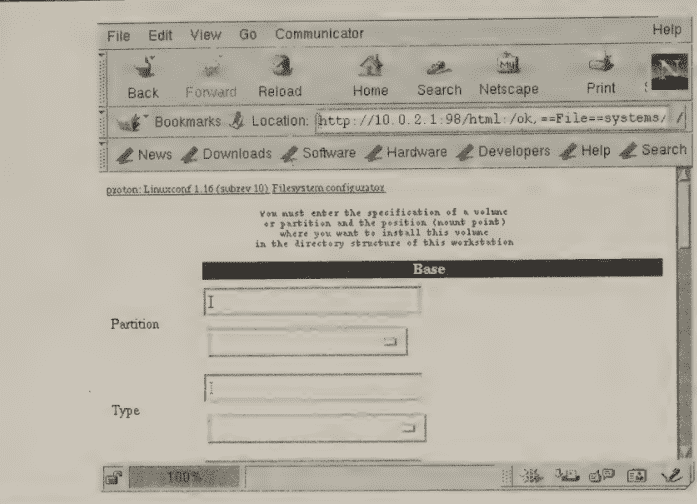 File Edit View Go Communicator Help
Back Forward Reload Home Search Netscape Print
Bookmarks Location: http://10.0.2.1:98/html:/ok,==File==systems/ /
News Downloads Software Hardware Developers Help Search
proton: Linuxconf 1.16 (subrev 10) Filesystem configurator
You must enter the specification of a volume
or partition and the position (mount point)
where you want to install this volume
in the directory structure of this workstation
Base
Partition
Type
100%